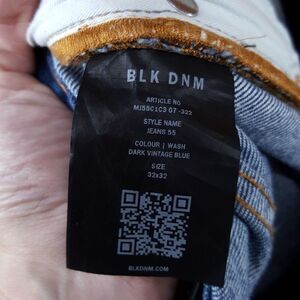 BLK DNM
ARTICLE No
MJ55C1C3 07 -322
STYLE NAME
JEANS 55
COLOUR | WASH
DARK VINTAGE BLUE
SIZE
32x32
BLKDNM.COM